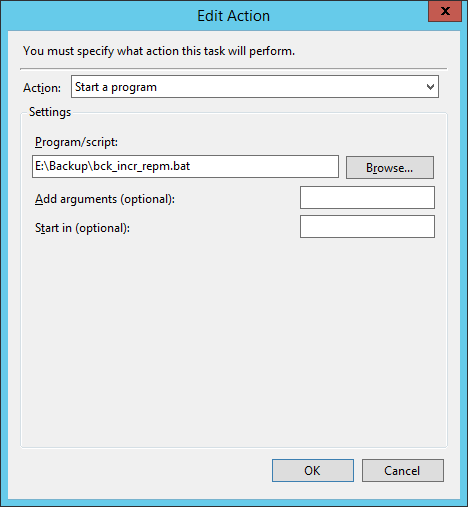 Edit Action
x
You must specify what action this task will perform.
Action: Start a program
Settings
Program/script:
E:\Backup\bck_incr_repm.bat Browse...
Add arguments (optional):
Start in (optional):
OK Cancel